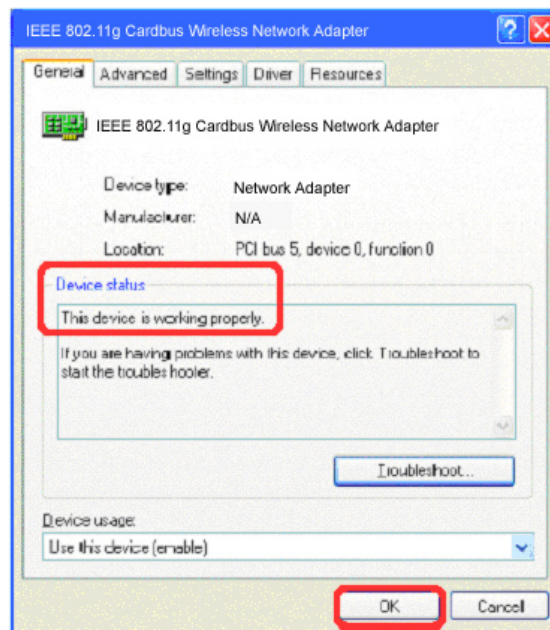 IEEE 802.11g Cardbus Wireless Network Adapter
General Advanced Settings Driver Resources
IEEE 802.11g Cardbus Wireless Network Adapter
Device type: Network Adapter
Manufacturer: N/A
Location: PCI bus 5, device 0, function 0
Device status
This device is working properly.
If you are having problems with this device, click Troubleshoot to
start the troubleshooter.
Troubleshoot...
Device usage:
Use this device (enable)
OK Cancel